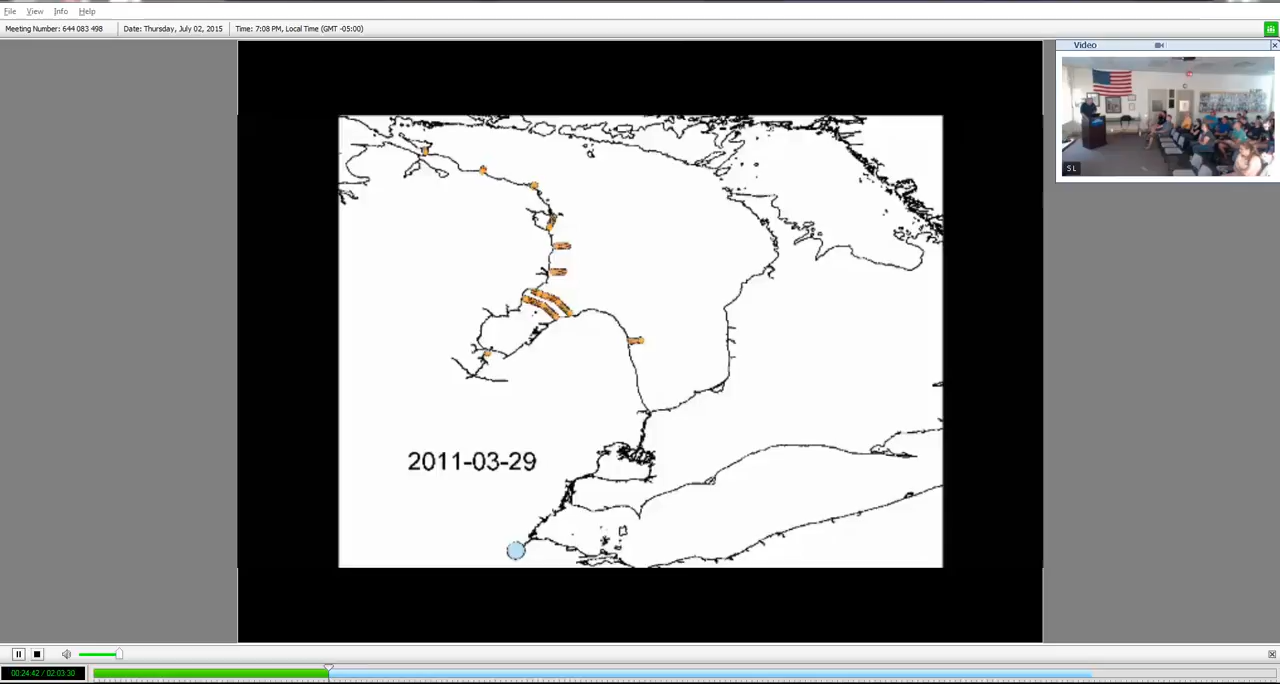 File View Info Help
Meeting Number: 644 083 498 Date: Thursday, July 02, 2015 Time: 7:08 PM, Local Time (GMT -05:00)
Video
SL
2011-03-29
00:24:42 / 02:03:30